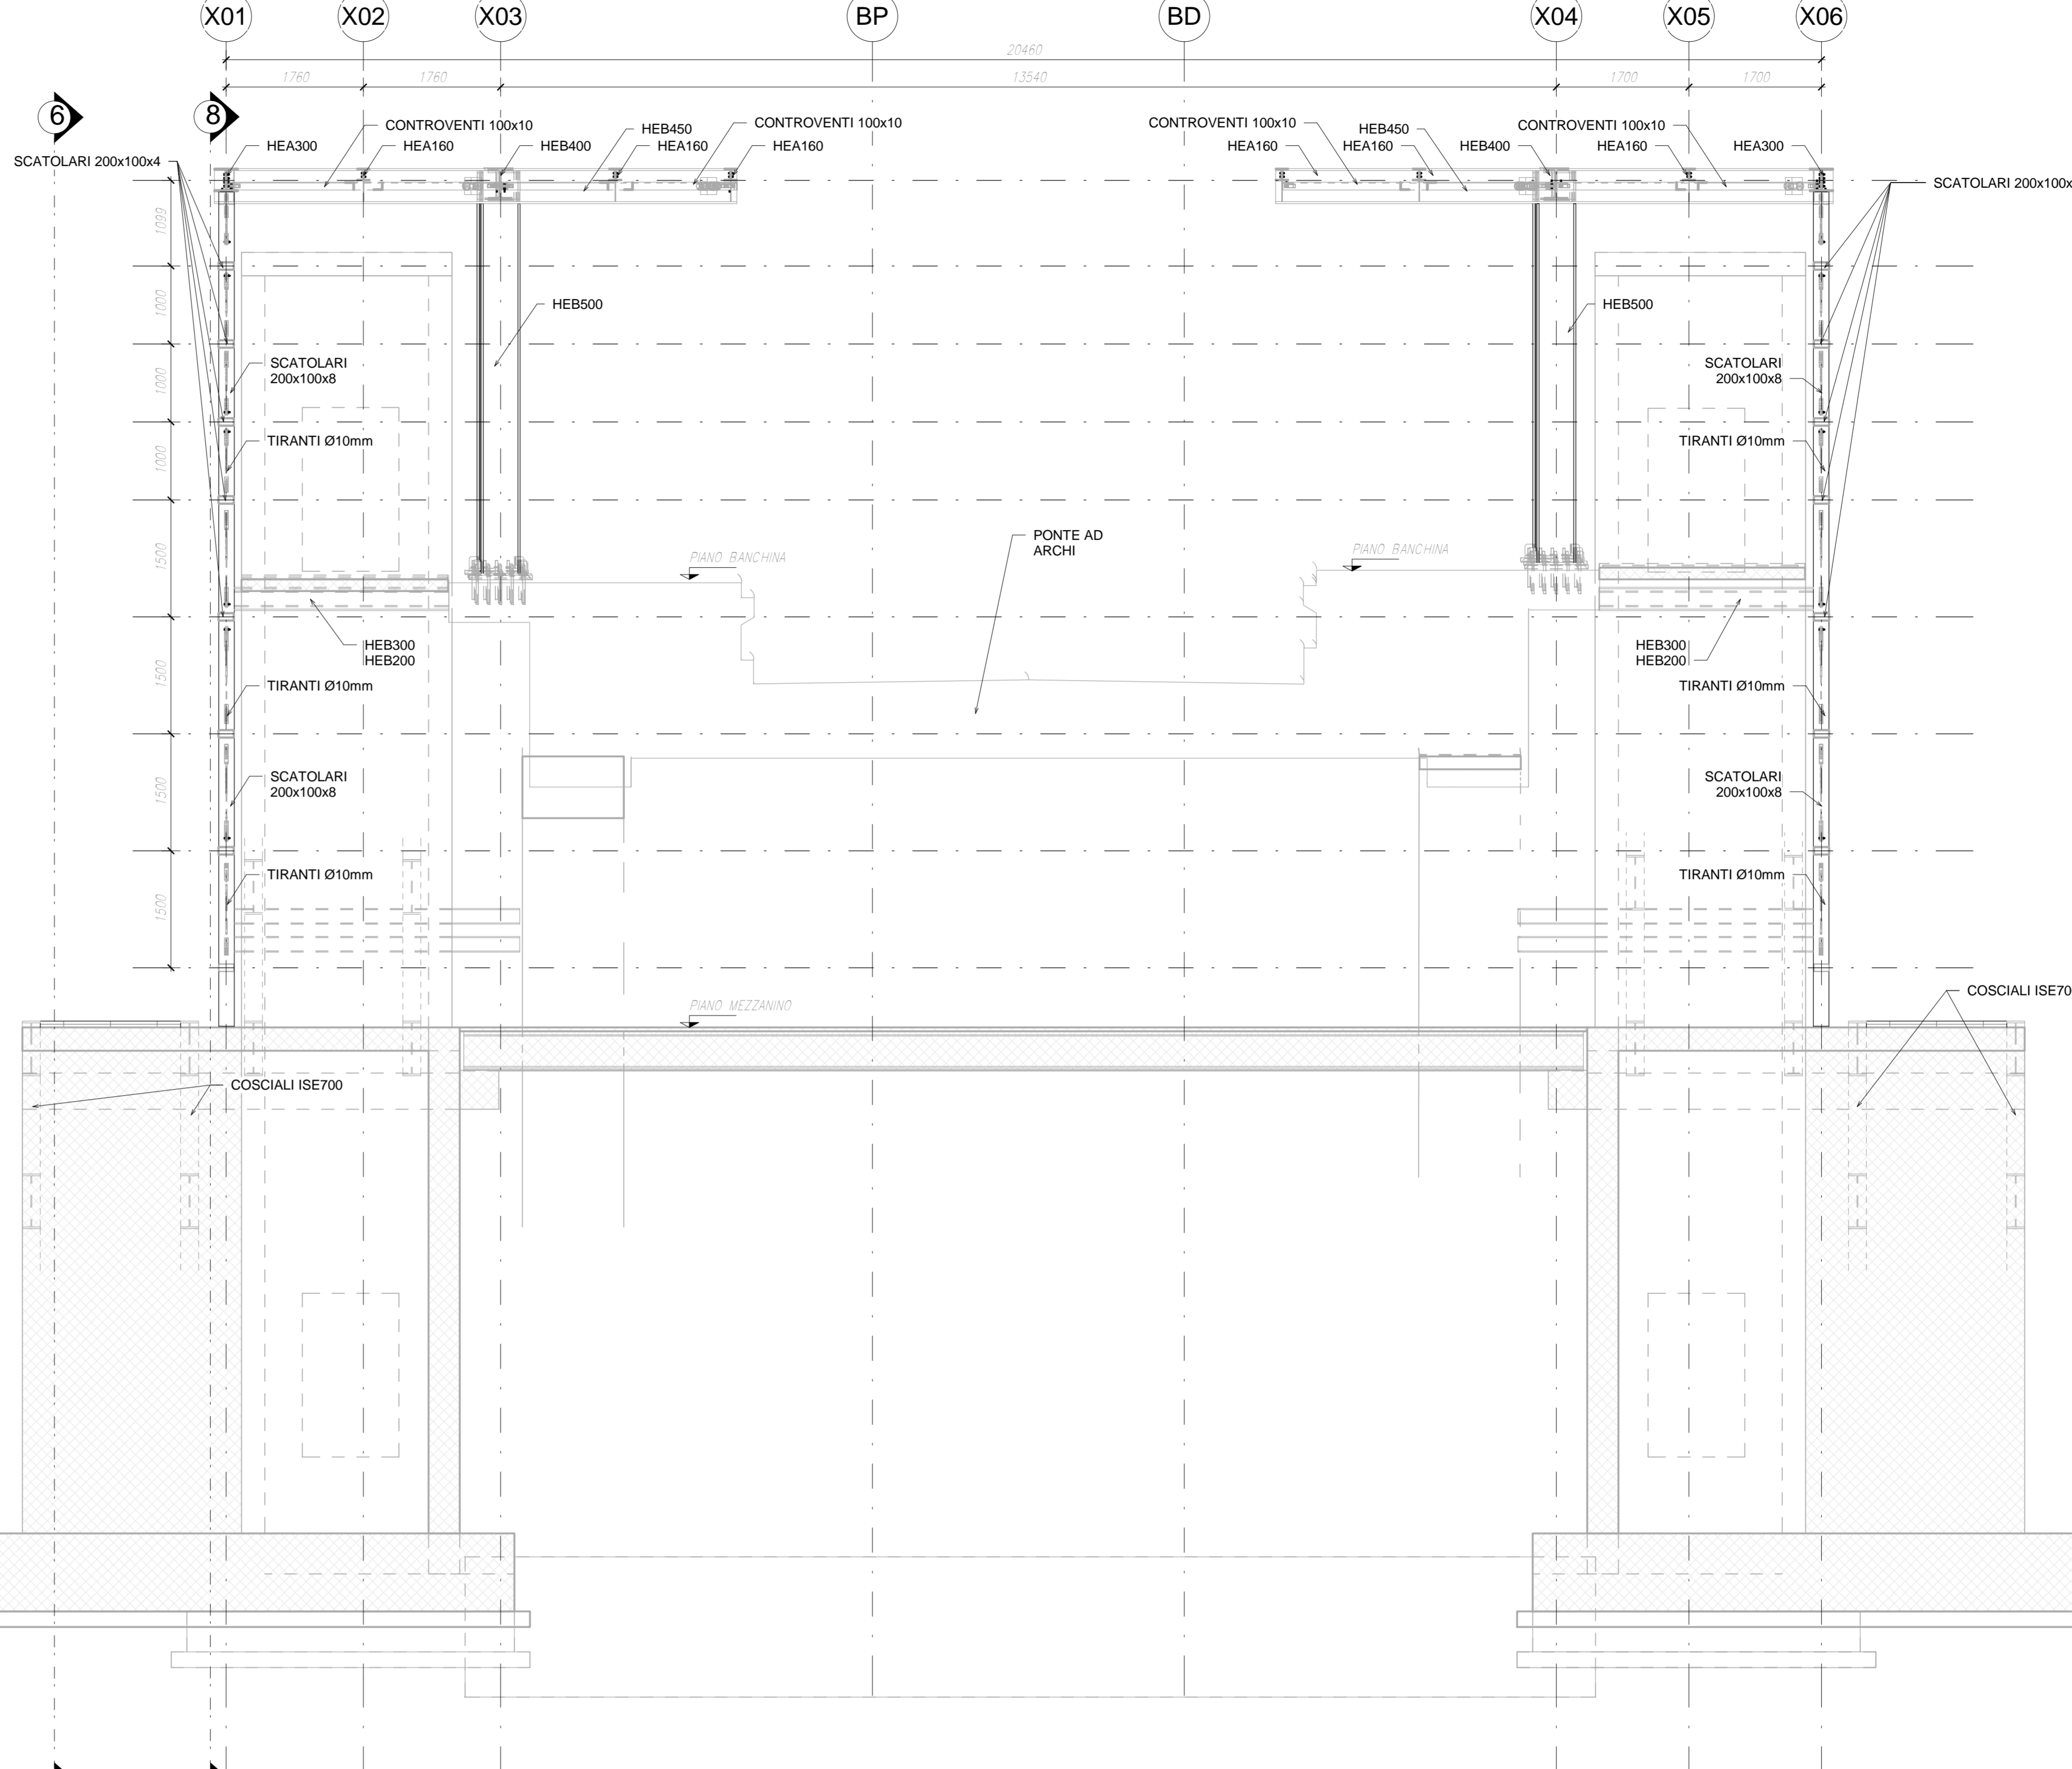 X01 X02 X03 BP BD X04 X05 X06
20460
1760 1760 13540 1700 1700
6 8
CONTROVENTI 100x10 HEB450 CONTROVENTI 100x10 CONTROVENTI 100x10 HEB450 CONTROVENTI 100x10
HEA300 HEA160 HEB400 HEA160 HEA160 HEA160 HEA160 HEB400 HEA160 HEA300
SCATOLARI 200x100x4 SCATOLARI 200x100x
1099
1000
HEB500 HEB500
SCATOLARI
200x100x8
SCATOLARI
200x100x8
1000
TIRANTI Ø10mm TIRANTI Ø10mm
1000
PONTE AD
ARCHI
1500
PIANO BANCHINA PIANO BANCHINA
HEB300
HEB200
HEB300
HEB200
1500
TIRANTI Ø10mm TIRANTI Ø10mm
SCATOLARI
200x100x8
SCATOLARI
200x100x8
1500
TIRANTI Ø10mm TIRANTI Ø10mm
1500
PIANO MEZZANINO
COSCIALI ISE70
COSCIALI ISE700